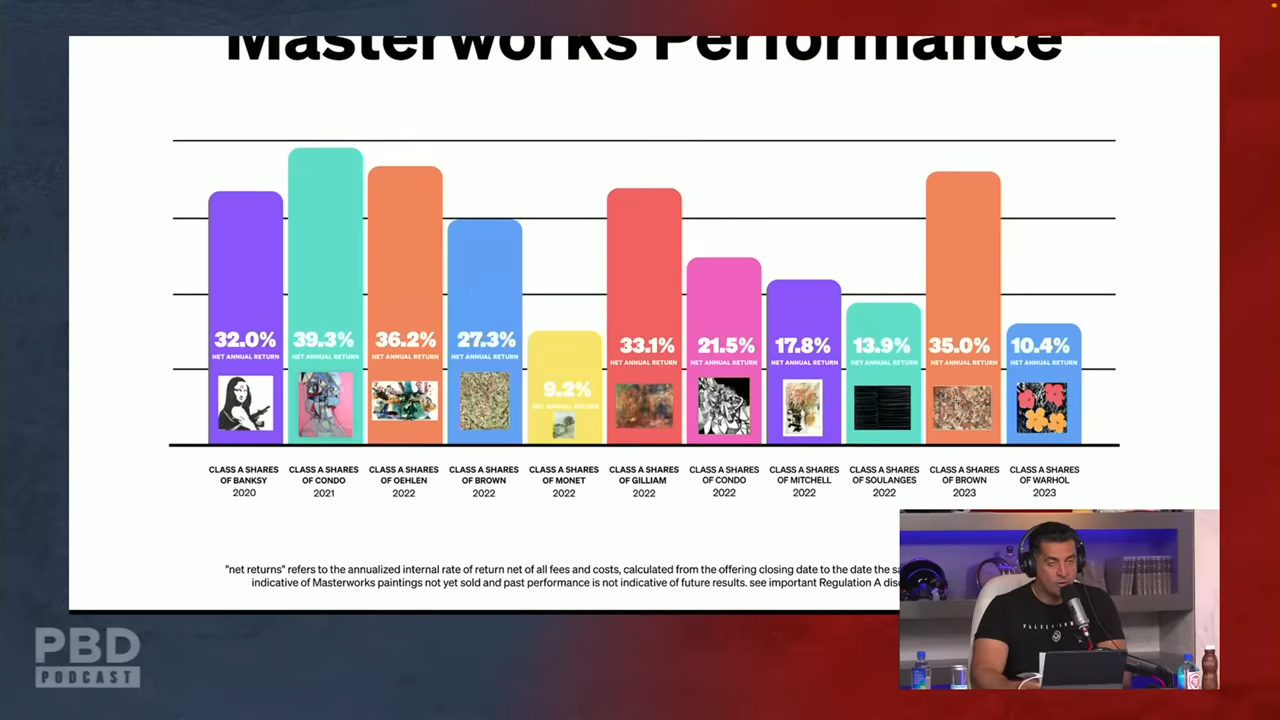 Masterworks Performance
32.0%
NET ANNUAL RETURN
39.3%
NET ANNUAL RETURN
36.2%
NET ANNUAL RETURN
27.3%
NET ANNUAL RETURN
9.2%
NET ANNUAL RETURN
33.1%
NET ANNUAL RETURN
21.5%
NET ANNUAL RETURN
17.8%
NET ANNUAL RETURN
13.9%
NET ANNUAL RETURN
35.0%
NET ANNUAL RETURN
10.4%
NET ANNUAL RETURN
CLASS A SHARES
OF BANKSY
2020
CLASS A SHARES
OF CONDO
2021
CLASS A SHARES
OF OEHLEN
2022
CLASS A SHARES
OF BROWN
2022
CLASS A SHARES
OF MONET
2022
CLASS A SHARES
OF GILLIAM
2022
CLASS A SHARES
OF CONDO
2022
CLASS A SHARES
OF MITCHELL
2022
CLASS A SHARES
OF SOULANGES
2022
CLASS A SHARES
OF BROWN
2023
CLASS A SHARES
OF WARHOL
2023
"net returns" refers to the annualized internal rate of return net of all fees and costs, calculated from the offering closing date to the date the
indicative of Masterworks paintings not yet sold and past performance is not indicative of future results. see important Regulation A
PBD
PODCAST